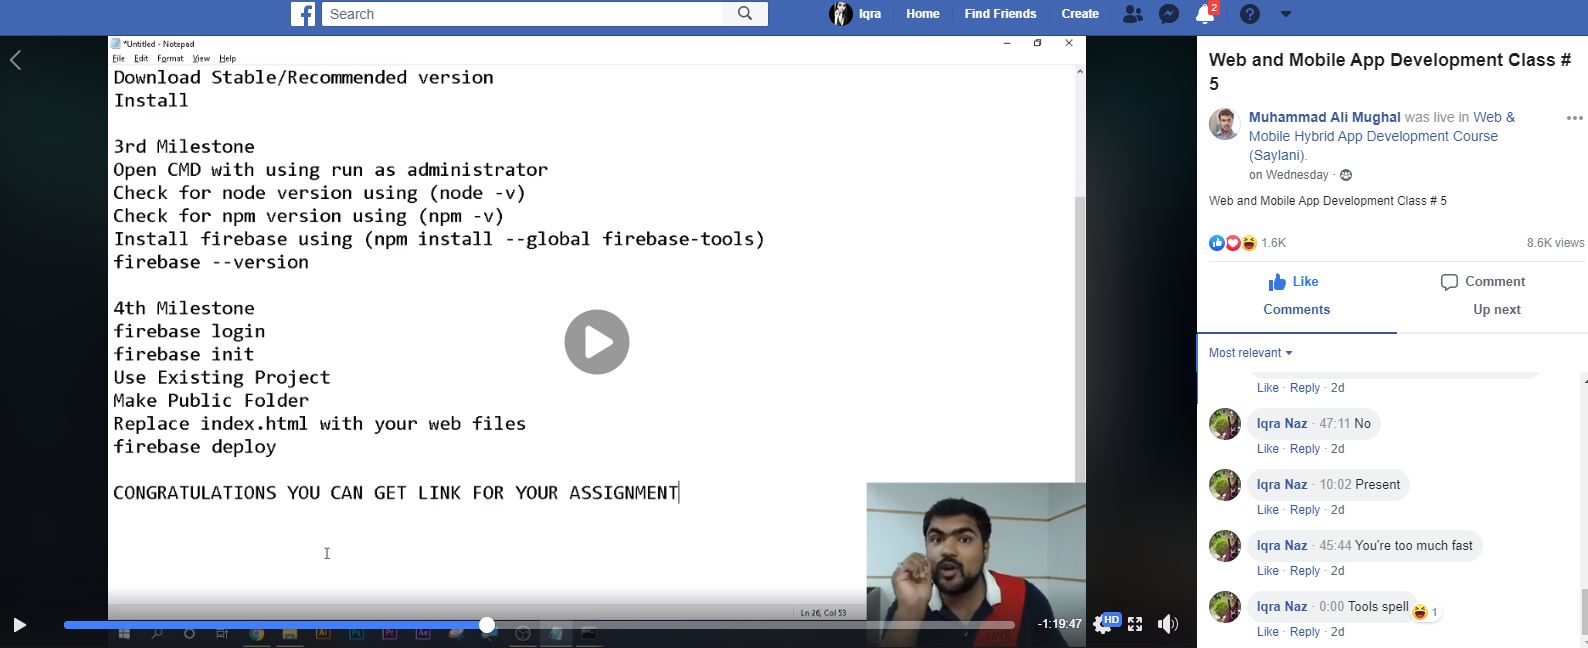 f
Search
Iqra
Home
Find Friends
Create
2
*Untitled - Notepad
File Edit Format View Help
Download Stable/Recommended version
Install
3rd Milestone
Open CMD with using run as administrator
Check for node version using (node -v)
Check for npm version using (npm -v)
Install firebase using (npm install --global firebase-tools)
firebase --version
4th Milestone
firebase login
firebase init
Use Existing Project
Make Public Folder
Replace index.html with your web files
firebase deploy
CONGRATULATIONS YOU CAN GET LINK FOR YOUR ASSIGNMENT
Ln 26, Col 53
Ai Ps Pr Ae
-1:19:47
HD
Web and Mobile App Development Class #
5
Muhammad Ali Mughal was live in Web &
Mobile Hybrid App Development Course
(Saylani).
on Wednesday ·
Web and Mobile App Development Class # 5
1.6K
8.6K views
Like
Comment
Comments
Up next
Most relevant
Like · Reply · 2d
Iqra Naz · 47:11 No
Like · Reply · 2d
Iqra Naz · 10:02 Present
Like · Reply · 2d
Iqra Naz · 45:44 You're too much fast
Like · Reply · 2d
Iqra Naz · 0:00 Tools spell
1
Like · Reply · 2d